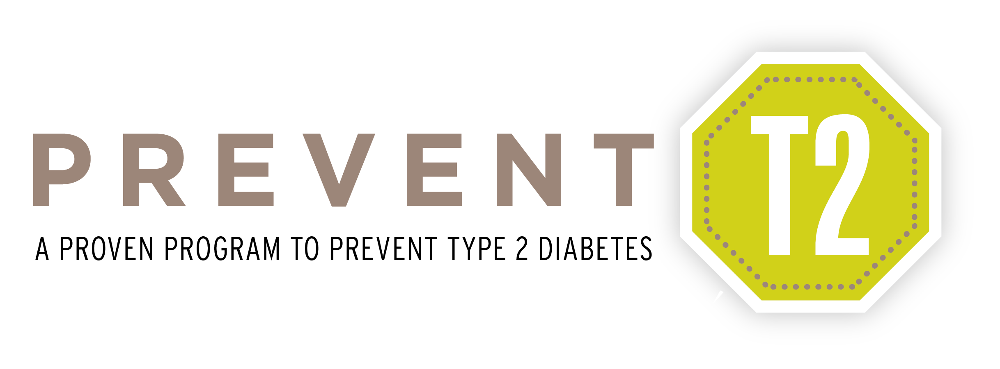 PREVENT T2
A PROVEN PROGRAM TO PREVENT TYPE 2 DIABETES